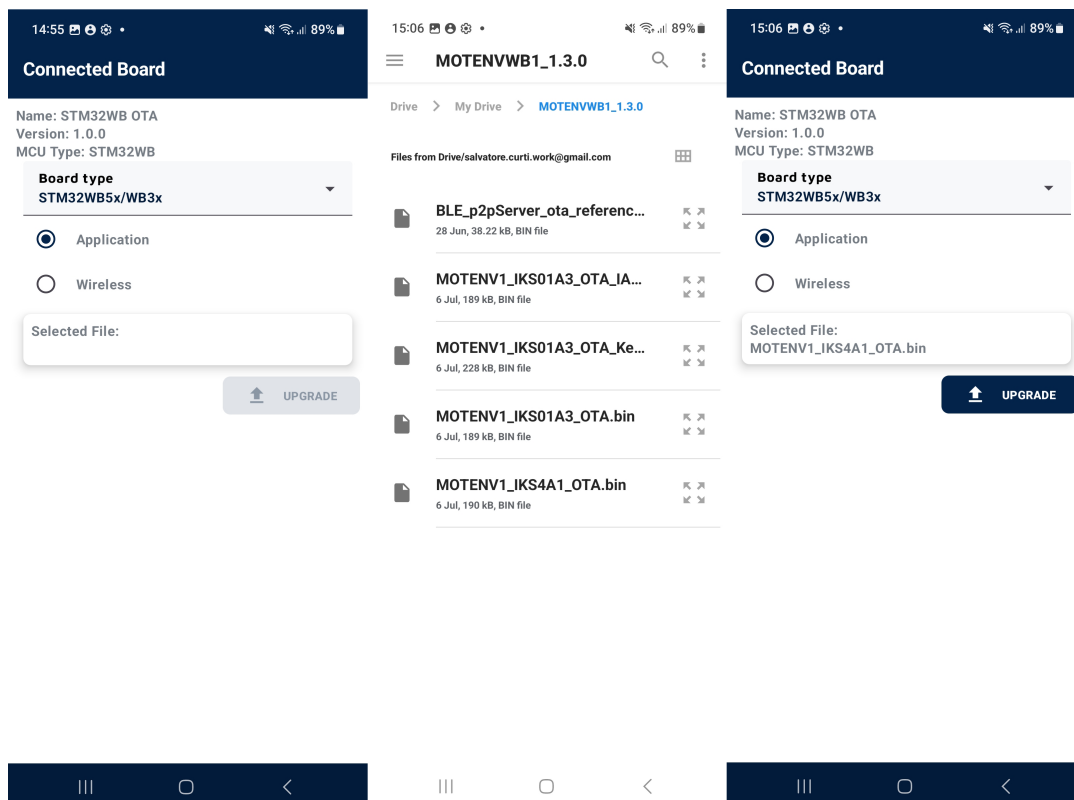 14:55
89%
Connected Board
Name: STM32WB OTA
Version: 1.0.0
MCU Type: STM32WB
Board type
STM32WB5x/WB3x
Application
Wireless
Selected File:
UPGRADE
15:06
89%
MOTENVWB1_1.3.0
Drive > My Drive > MOTENVWB1_1.3.0
Files from Drive/salvatore.curti.work@gmail.com
BLE_p2pServer_ota_referenc...
28 Jun, 38.22 kB, BIN file
MOTENV1_IKS01A3_OTA_IA...
6 Jul, 189 kB, BIN file
MOTENV1_IKS01A3_OTA_Ke...
6 Jul, 228 kB, BIN file
MOTENV1_IKS01A3_OTA.bin
6 Jul, 189 kB, BIN file
MOTENV1_IKS4A1_OTA.bin
6 Jul, 190 kB, BIN file
15:06
89%
Connected Board
Name: STM32WB OTA
Version: 1.0.0
MCU Type: STM32WB
Board type
STM32WB5x/WB3x
Application
Wireless
Selected File:
MOTENV1_IKS4A1_OTA.bin
UPGRADE